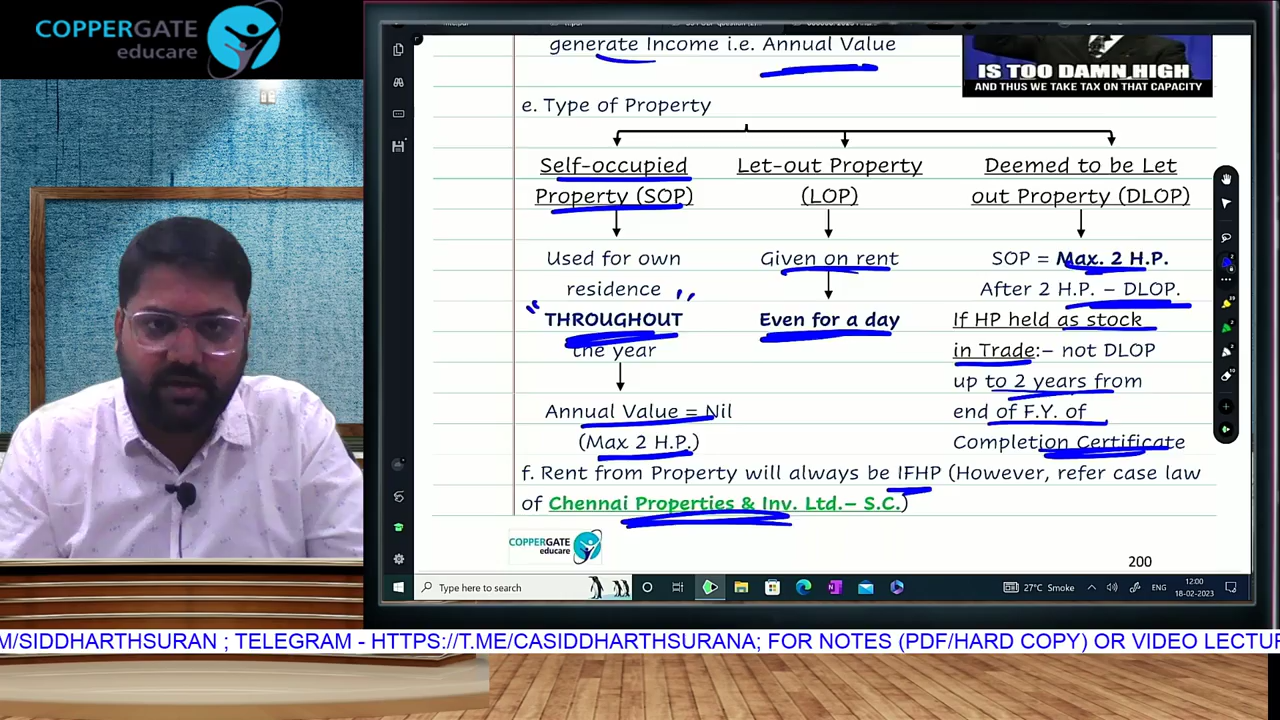 COPPERGATE
educare
generate Income i.e. Annual Value
IS TOO DAMN HIGH
AND THUS WE TAKE TAX ON THAT CAPACITY
e. Type of Property
Self-occupied Property (SOP)
Used for own
residence
"THROUGHOUT"
the year
Annual Value = Nil
(Max 2 H.P.)
Let-out Property
(LOP)
Given on rent
Even for a day
Deemed to be Let
out Property (DLOP)
SOP = Max. 2 H.P.
After 2 H.P. – DLOP.
If HP held as stock
in Trade:– not DLOP
up to 2 years from
end of F.Y. of
Completion Certificate
f. Rent from Property will always be IFHP (However, refer case law
of Chennai Properties & Inv. Ltd.– S.C.)
COPPERGATE
educare
200
Type here to search
27°C Smoke
ENG
12:00
18-02-2023
M/SIDDHARTHSURAN ; TELEGRAM - HTTPS://T.ME/CASIDDHARTHSURANA; FOR NOTES (PDF/HARD COPY) OR VIDEO LECTU